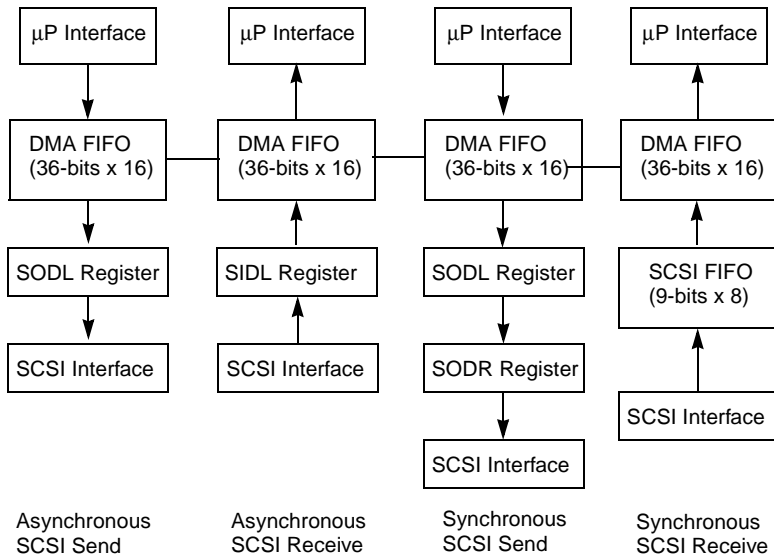 μP Interface
DMA FIFO
(36-bits x 16)
SODL Register
SCSI Interface
Asynchronous
SCSI Send
μP Interface
DMA FIFO
(36-bits x 16)
SIDL Register
SCSI Interface
Asynchronous
SCSI Receive
μP Interface
DMA FIFO
(36-bits x 16)
SODL Register
SODR Register
SCSI Interface
Synchronous
SCSI Send
μP Interface
DMA FIFO
(36-bits x 16)
SCSI FIFO
(9-bits x 8)
SCSI Interface
Synchronous
SCSI Receive